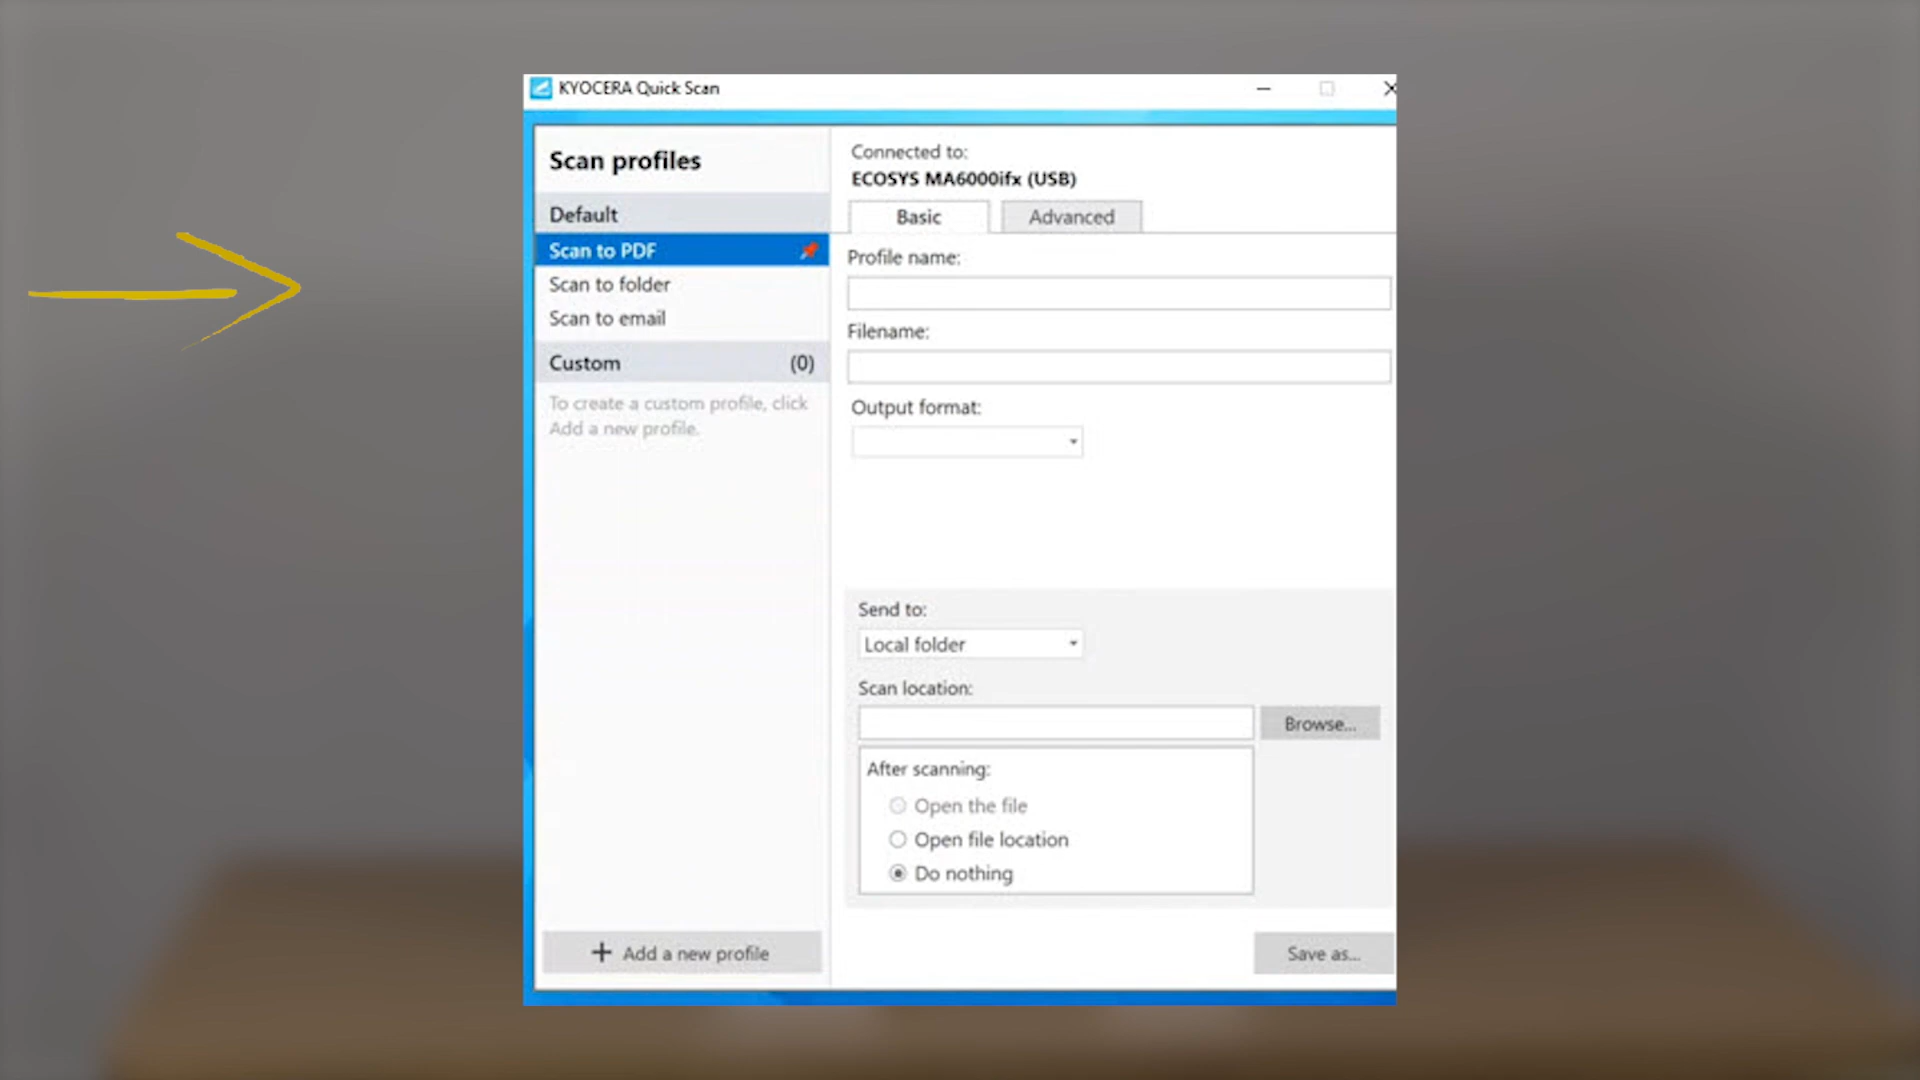 KYOCERA Quick Scan
Scan profiles
Default
Scan to PDF
Scan to folder
Scan to email
Custom (0)
To create a custom profile, click
Add a new profile.
Add a new profile
Connected to:
ECOSYS MA6000ifx (USB)
Basic Advanced
Profile name:
Filename:
Output format:
Send to:
Local folder
Scan location:
Browse...
After scanning:
Open the file
Open file location
Do nothing
Save as...